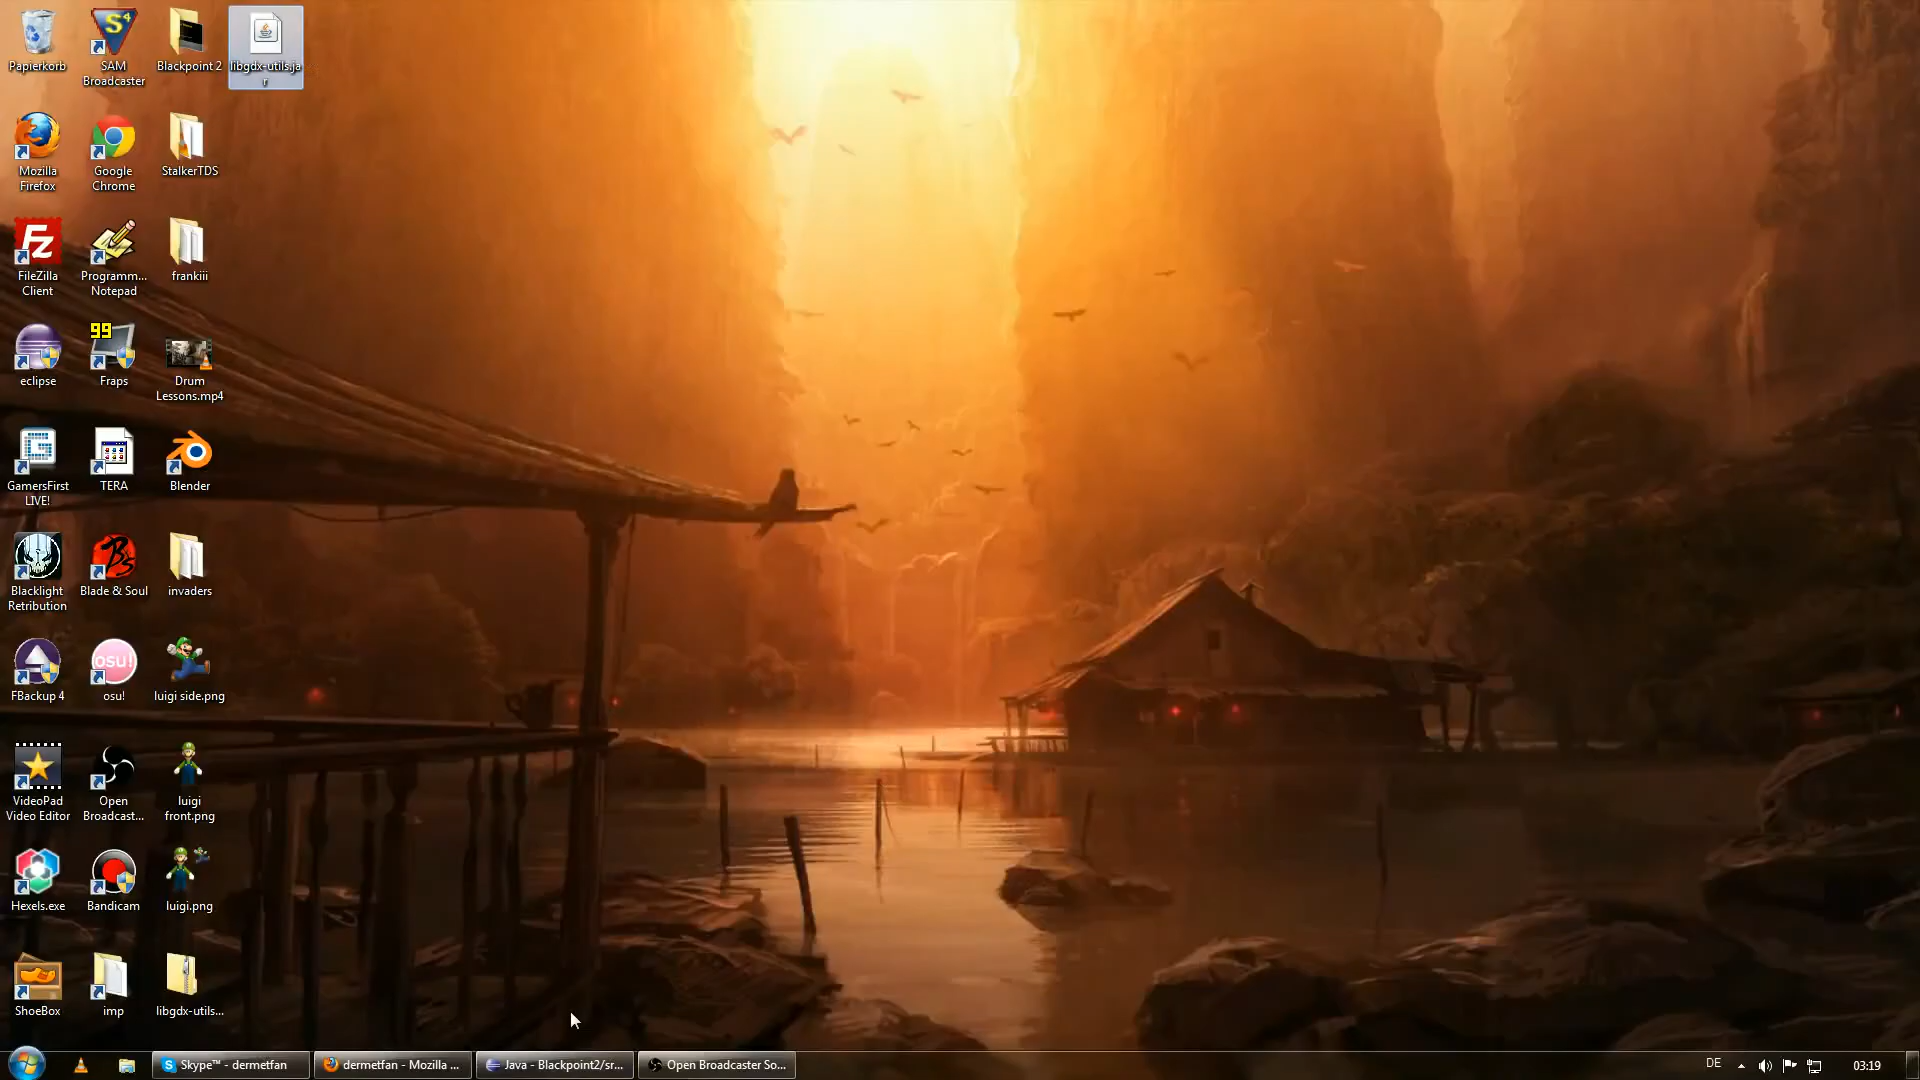 Papierkorb
SAM
Broadcaster
Blackpoint 2
libgdx-utils.ja
r
Mozilla
Firefox
Google
Chrome
StalkerTDS
FileZilla
Client
Programm...
Notepad
frankiii
eclipse
99
Fraps
Drum
Lessons.mp4
GamersFirst
LIVE!
TERA
Blender
Blacklight
Retribution
Blade & Soul
invaders
FBackup 4
osu!
osu!
luigi side.png
VideoPad
Video Editor
Open
Broadcast...
luigi
front.png
Hexels.exe
Bandicam
luigi.png
ShoeBox
imp
libgdx-utils...
Skype™ - dermetfan
dermetfan - Mozilla ...
Java - Blackpoint2/sr...
Open Broadcaster So...
DE
03:19